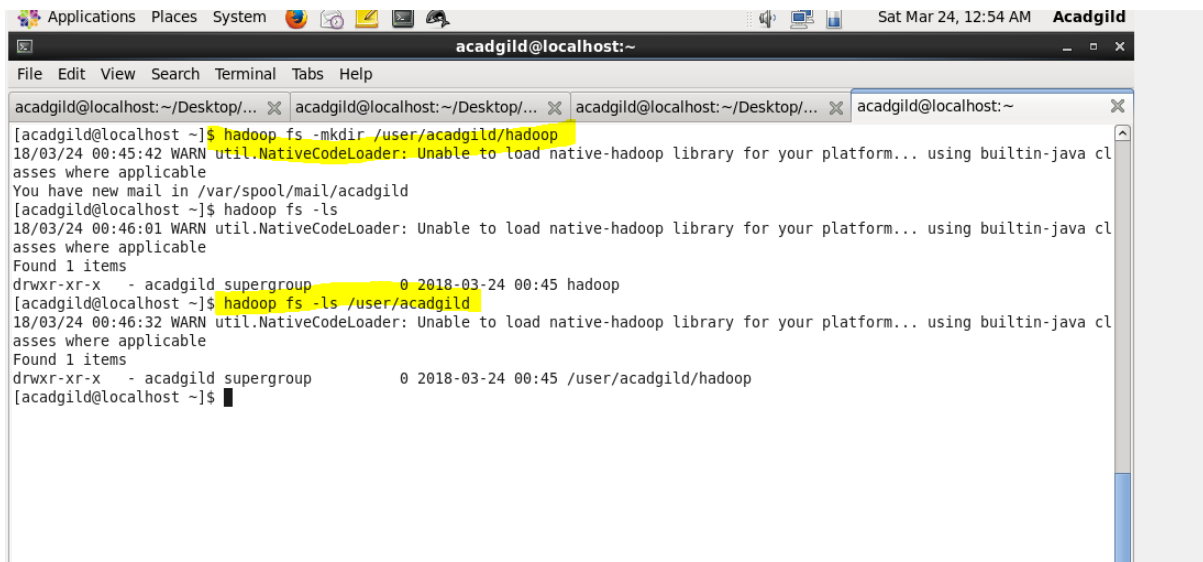 Applications Places System Sat Mar 24, 12:54 AM Acadgild
acadgild@localhost:~
File Edit View Search Terminal Tabs Help
acadgild@localhost:~/Desktop/... acadgild@localhost:~/Desktop/... acadgild@localhost:~/Desktop/... acadgild@localhost:~
[acadgild@localhost ~]$ hadoop fs -mkdir /user/acadgild/hadoop
18/03/24 00:45:42 WARN util.NativeCodeLoader: Unable to load native-hadoop library for your platform... using builtin-java cl
asses where applicable
You have new mail in /var/spool/mail/acadgild
[acadgild@localhost ~]$ hadoop fs -ls
18/03/24 00:46:01 WARN util.NativeCodeLoader: Unable to load native-hadoop library for your platform... using builtin-java cl
asses where applicable
Found 1 items
drwxr-xr-x   - acadgild supergroup          0 2018-03-24 00:45 hadoop
[acadgild@localhost ~]$ hadoop fs -ls /user/acadgild
18/03/24 00:46:32 WARN util.NativeCodeLoader: Unable to load native-hadoop library for your platform... using builtin-java cl
asses where applicable
Found 1 items
drwxr-xr-x   - acadgild supergroup          0 2018-03-24 00:45 /user/acadgild/hadoop
[acadgild@localhost ~]$